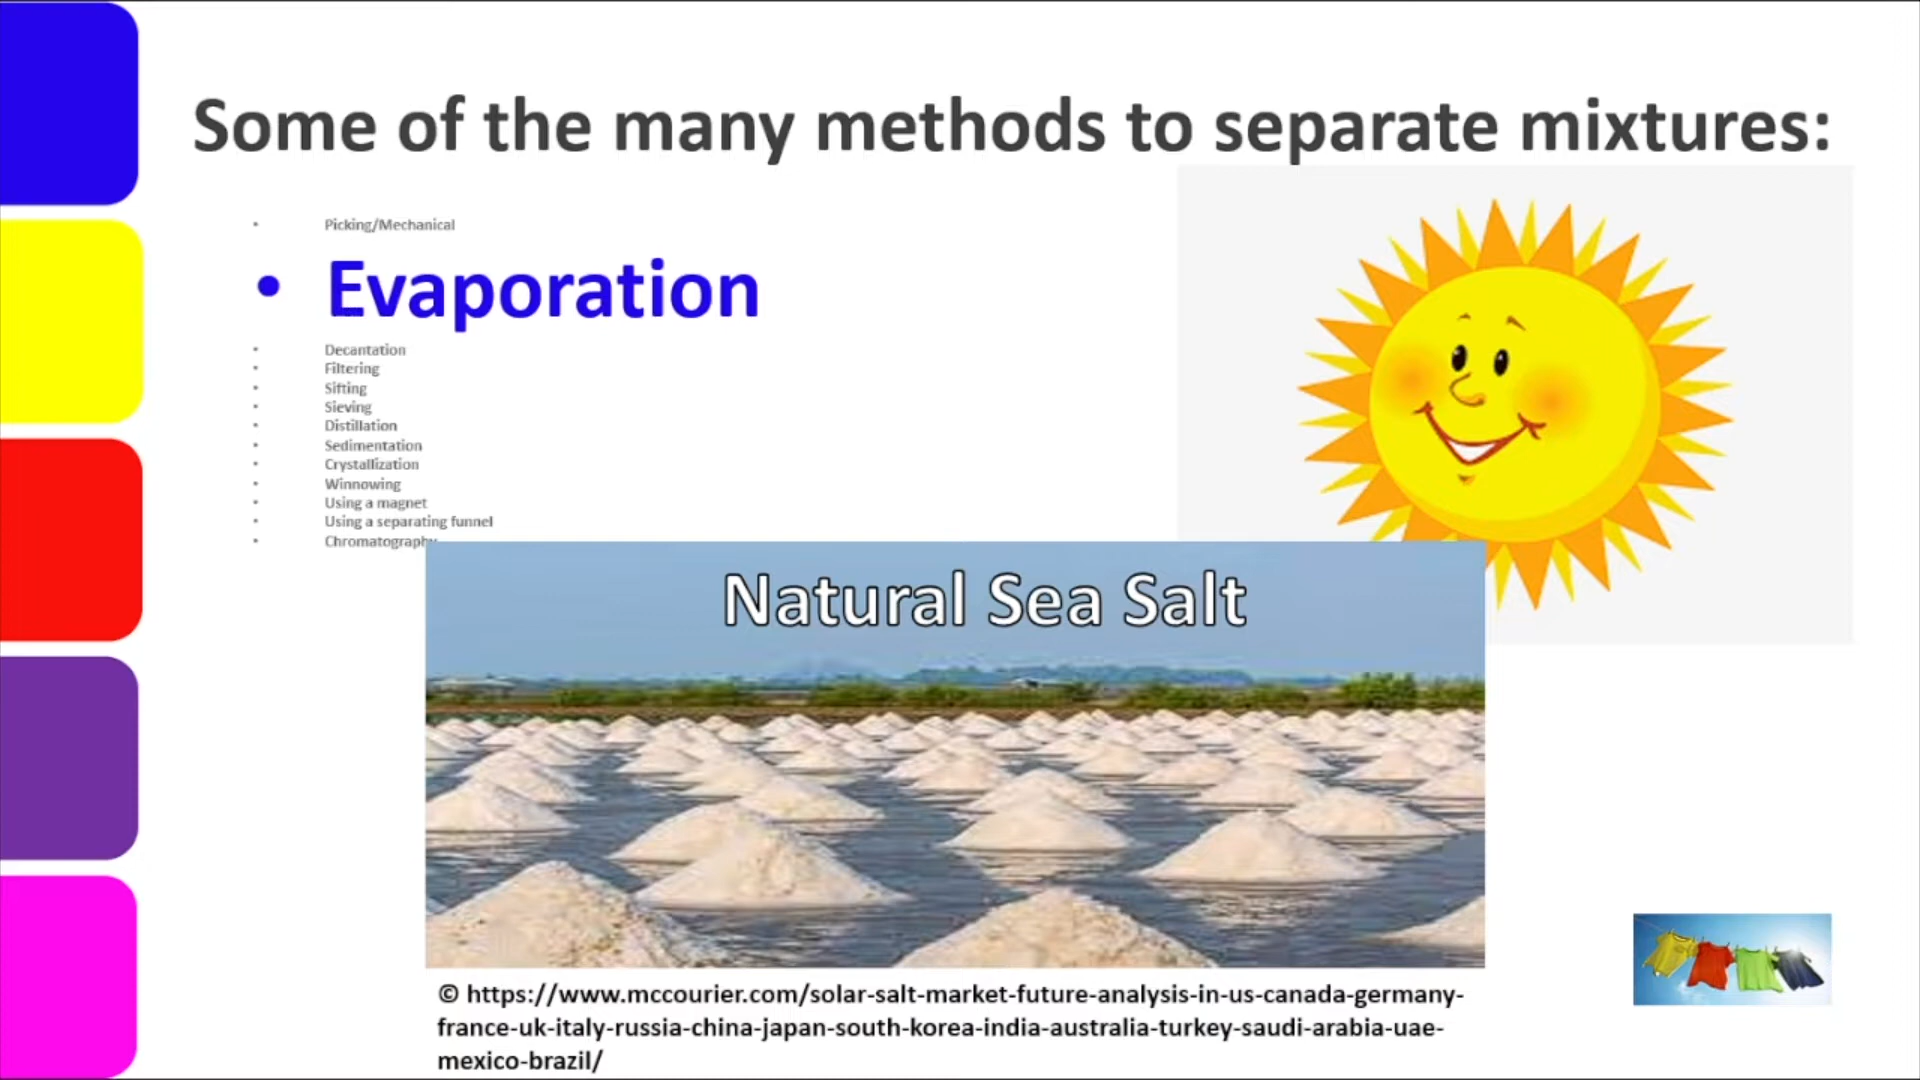 Some of the many methods to separate mixtures:
• Picking/Mechanical
• Evaporation
• Decantation
• Filtering
• Sifting
• Sieving
• Distillation
• Sedimentation
• Crystallization
• Winnowing
• Using a magnet
• Using a separating funnel
• Chromatography
Natural Sea Salt
© https://www.mccourier.com/solar-salt-market-future-analysis-in-us-canada-germany-
france-uk-italy-russia-china-japan-south-korea-india-australia-turkey-saudi-arabia-uae-
mexico-brazil/